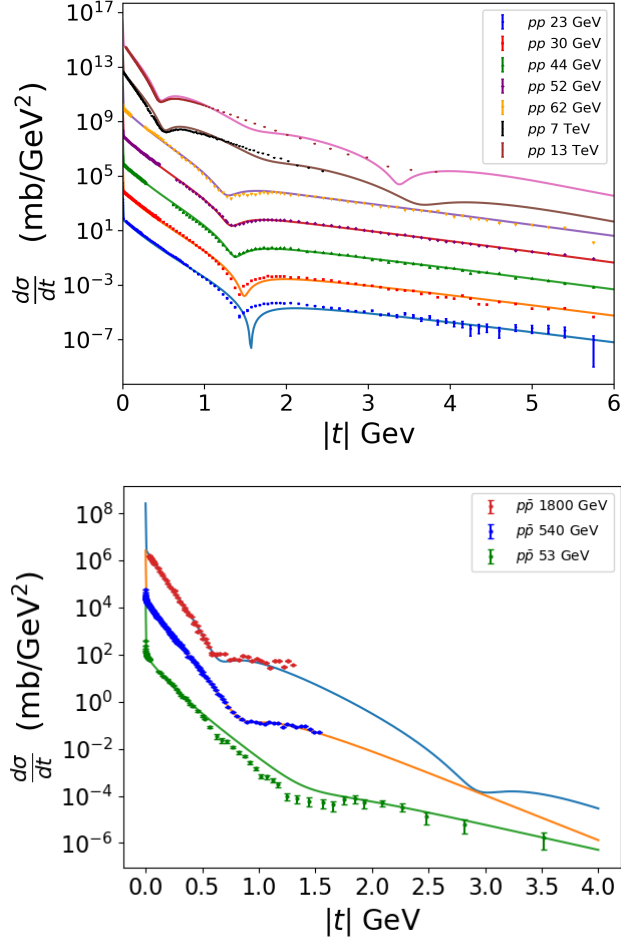 10^17
10^13
10^9
10^5
10^1
10^−3
10^−7
dσ/dt (mb/GeV^2)
pp 23 GeV
pp 30 GeV
pp 44 GeV
pp 52 GeV
pp 62 GeV
pp 7 TeV
pp 13 TeV
0 1 2 3 4 5 6
|t| Gev
10^8
10^6
10^4
10^2
10^0
10^−2
10^−4
10^−6
dσ/dt (mb/GeV^2)
pp̄ 1800 GeV
pp̄ 540 GeV
pp̄ 53 GeV
0.0 0.5 1.0 1.5 2.0 2.5 3.0 3.5 4.0
|t| GeV